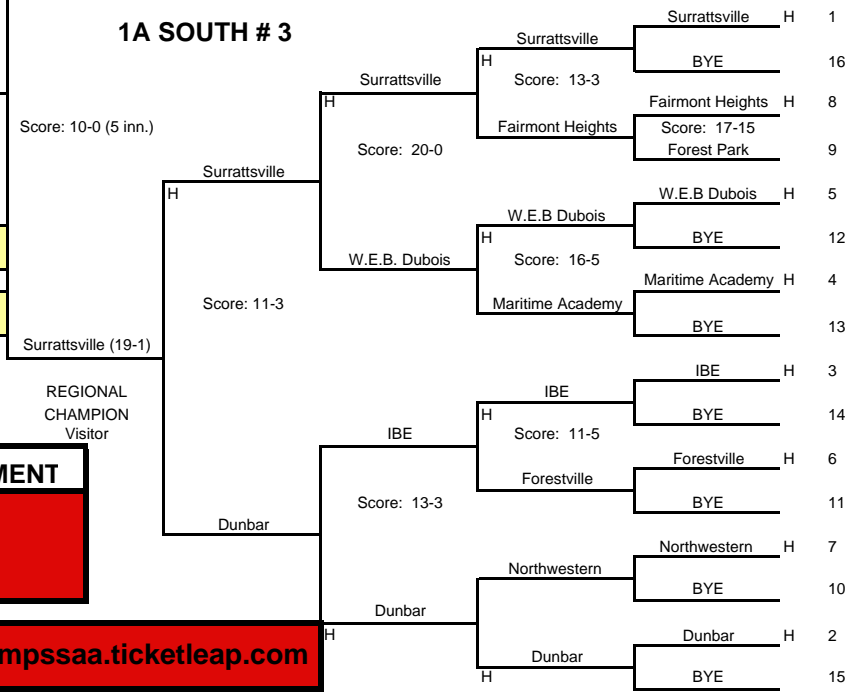 1A SOUTH # 3
Surrattsville H 1
BYE 16
Surrattsville
H
Score: 13-3
Fairmont Heights H 8
Score: 17-15
Forest Park 9
Fairmont Heights
Surrattsville
H
Score: 20-0
W.E.B Dubois H 5
BYE 12
W.E.B Dubois
H
Score: 16-5
Maritime Academy H 4
BYE 13
Maritime Academy
W.E.B. Dubois
Surrattsville
H
Score: 11-3
Score: 10-0 (5 inn.)
Surrattsville (19-1)
REGIONAL
CHAMPION
Visitor
IBE H 3
BYE 14
IBE
H
Score: 11-5
Forestville H 6
BYE 11
Forestville
IBE
Score: 13-3
Northwestern H 7
BYE 10
Northwestern
Dunbar H 2
BYE 15
Dunbar
H
Dunbar
H
Dunbar
MENT
mpssaa.ticketleap.com